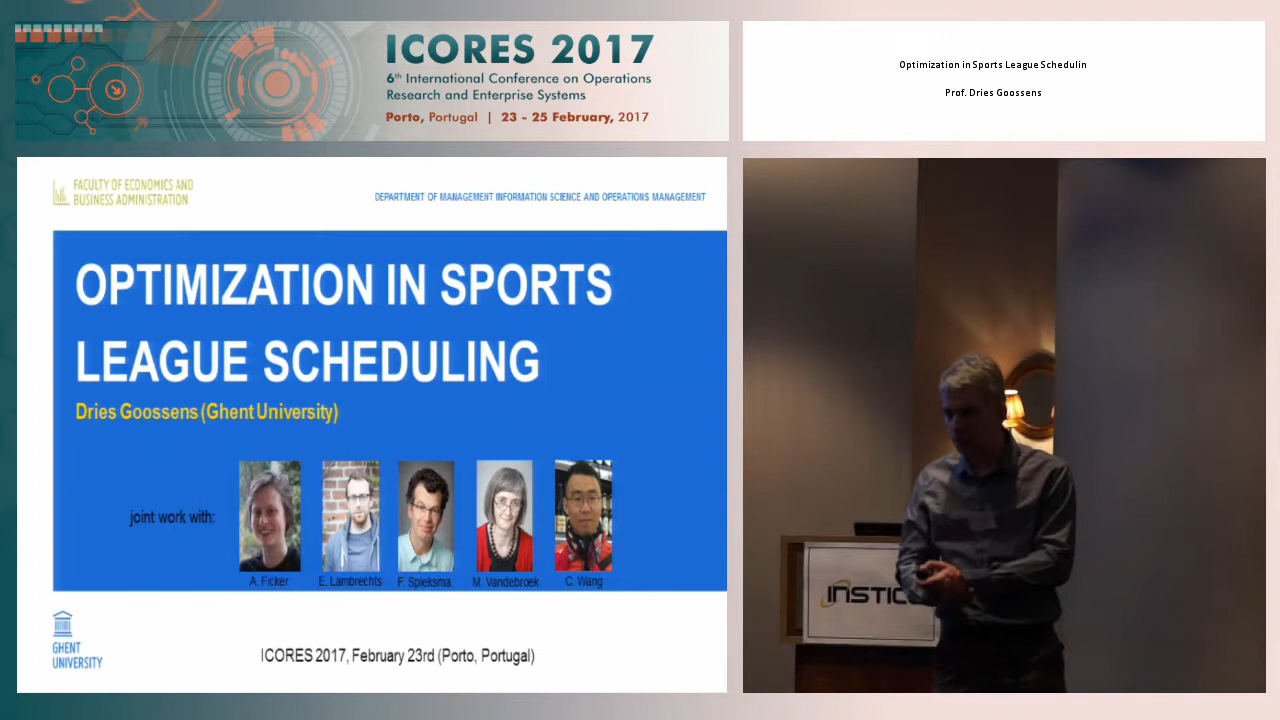 ICORES 2017
6th International Conference on Operations
Research and Enterprise Systems
Porto, Portugal | 23 - 25 February, 2017
Optimization in Sports League Schedulin
Prof. Dries Goossens
FACULTY OF ECONOMICS AND
BUSINESS ADMINISTRATION
DEPARTMENT OF MANAGEMENT INFORMATION SCIENCE AND OPERATIONS MANAGEMENT
OPTIMIZATION IN SPORTS
LEAGUE SCHEDULING
Dries Goossens (Ghent University)
joint work with:
A. Ficker E. Lambrechts F. Spieksma M. Vandebroek C. Wang
GHENT
UNIVERSITY
ICORES 2017, February 23rd (Porto, Portugal)
INSTICC